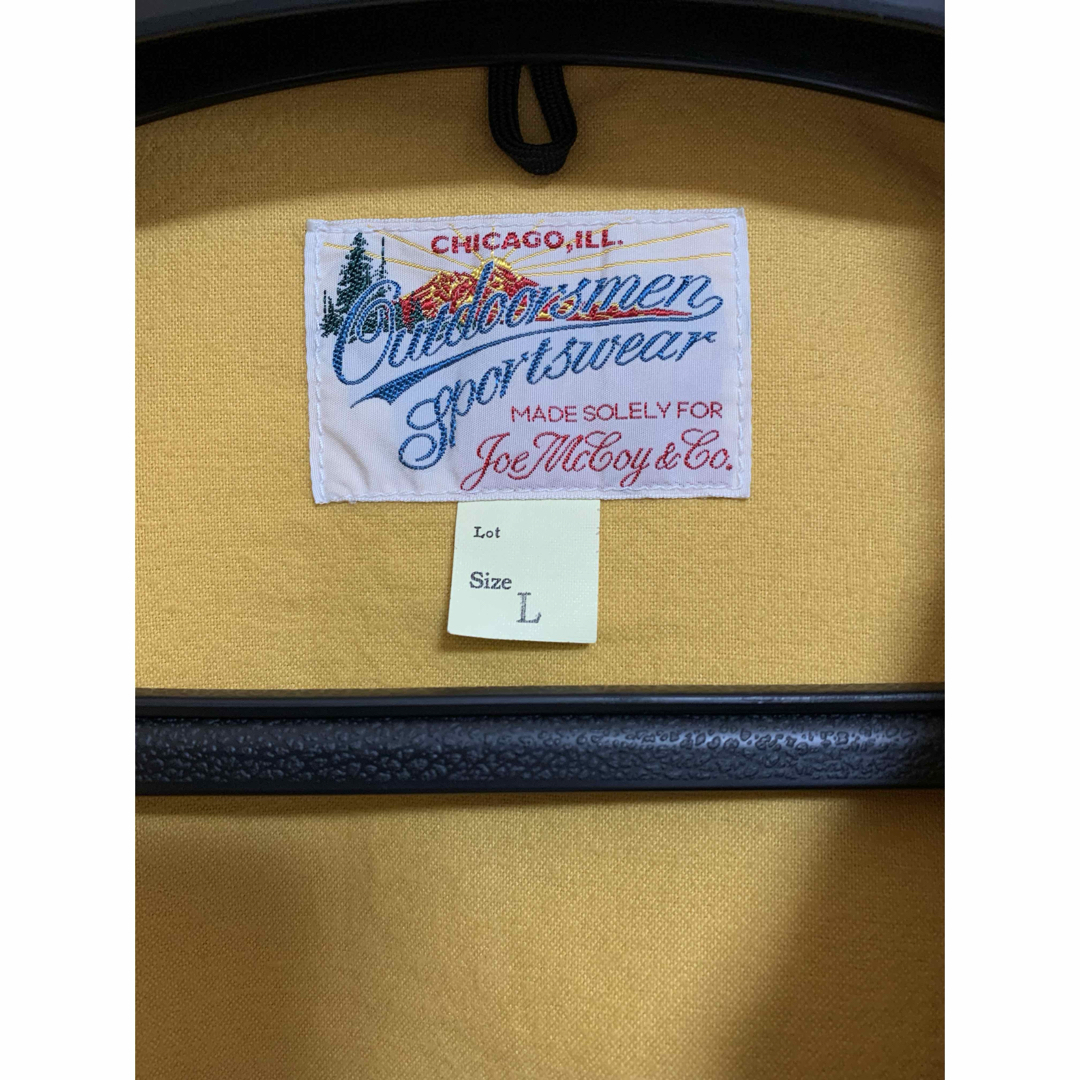 CHICAGO, ILL.
Outdoorsmen
Sportswear
MADE SOLELY FOR
Joe McCoy & Co.
Lot
Size
L